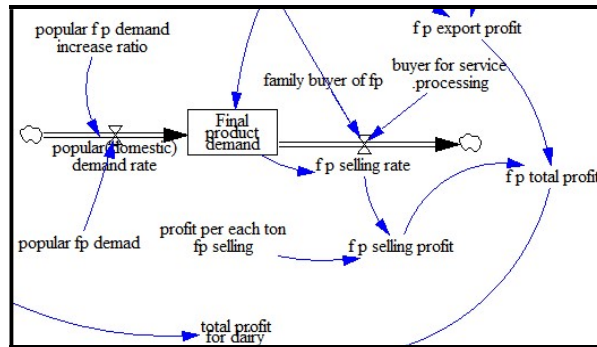 popular f p demand
increase ratio
f p export profit
family buyer of fp
buyer for service
.processing
Final
product
demand
popular(domestic)
demand rate
f p selling rate
f p total profit
popular fp demad
profit per each ton
fp selling
f p selling profit
total profit
for dairy